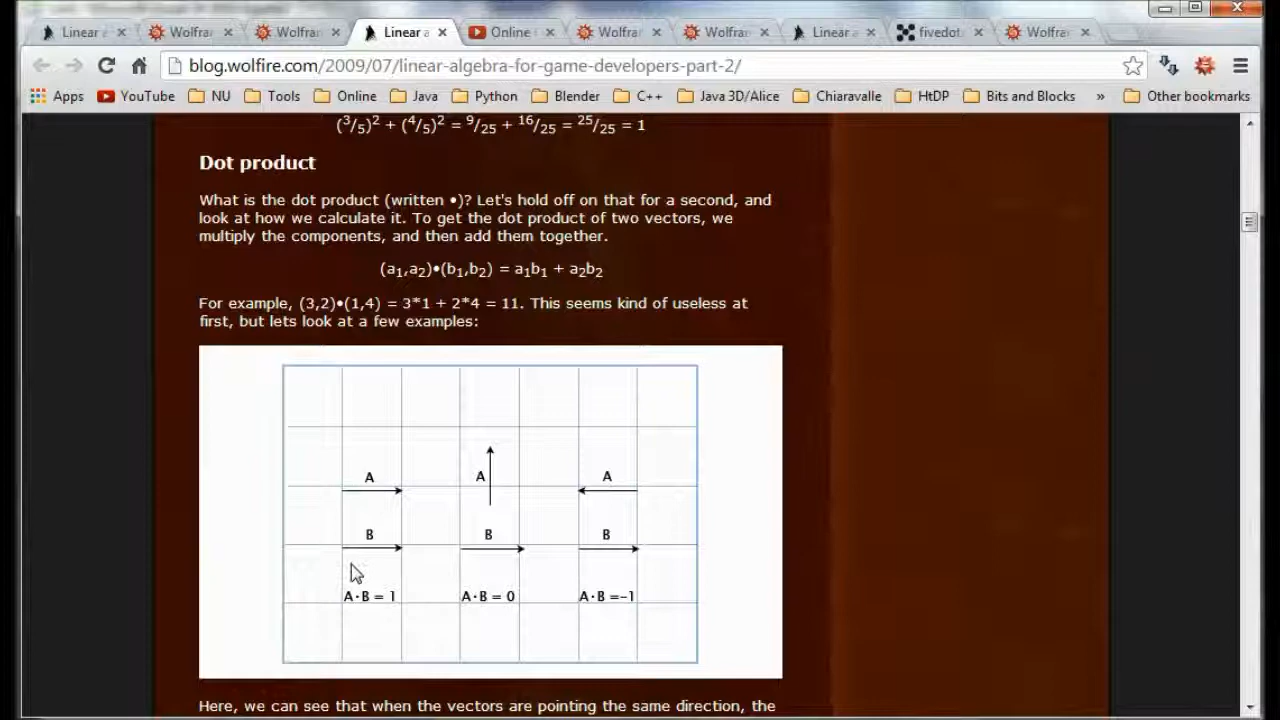 Linear a
Wolfra
Wolfra
Linear a
Online
Wolfra
Wolfra
Linear a
fivedot
Wolfra
blog.wolfire.com/2009/07/linear-algebra-for-game-developers-part-2/
Apps YouTube NU Tools Online Java Python Blender C++ Java 3D/Alice Chiaravalle HtDP Bits and Blocks » Other bookmarks
(3/5)2 + (4/5)2 = 9/25 + 16/25 = 25/25 = 1
Dot product
What is the dot product (written •)? Let's hold off on that for a second, and
look at how we calculate it. To get the dot product of two vectors, we
multiply the components, and then add them together.
(a1,a2)•(b1,b2) = a1b1 + a2b2
For example, (3,2)•(1,4) = 3*1 + 2*4 = 11. This seems kind of useless at
first, but lets look at a few examples:
A A A
B B B
A·B = 1 A·B = 0 A·B =-1
Here, we can see that when the vectors are pointing the same direction, the